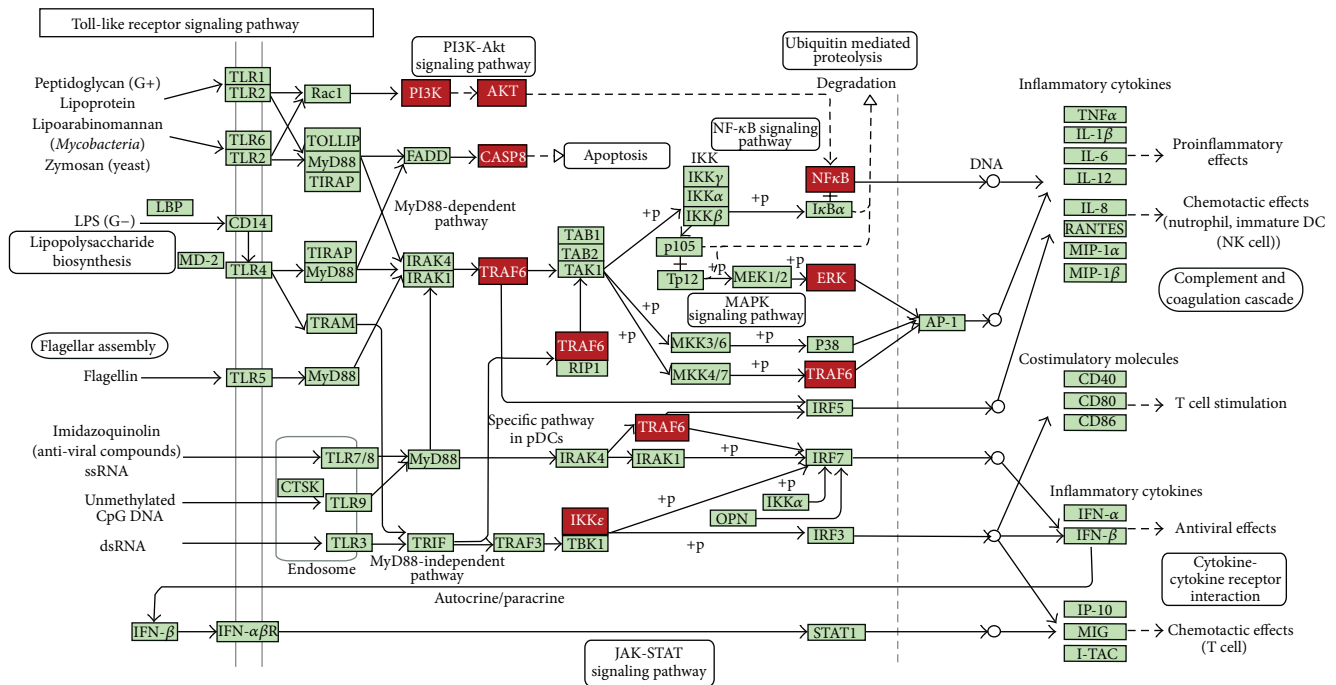 Toll-like receptor signaling pathway
PI3K-Akt
signaling pathway
Ubiquitin mediated
proteolysis
Degradation
Inflammatory cytokines
Peptidoglycan (G+)
Lipoprotein
Lipoarabinomannan
(Mycobacteria)
Zymosan (yeast)
TLR1
TLR2
Rac1
PI3K
AKT
TLR6
TLR2
TOLLIP
MyD88
TIRAP
FADD
CASP8
Apoptosis
NF-κB signaling
pathway
IKK
IKKγ
IKKα
IKKβ
+p
+p
NFκB
IκBα
DNA
TNFα
IL-1β
IL-6
IL-12
Proinflammatory
effects
LBP
LPS (G−)
CD14
Lipopolysaccharide
biosynthesis
MD-2
TLR4
MyD88-dependent
pathway
TIRAP
MyD88
IRAK4
IRAK1
TRAF6
TAB1
TAB2
TAK1
p105
Tp12
+p
MEK1/2
+p
ERK
MAPK
signaling pathway
IL-8
RANTES
MIP-1α
MIP-1β
Chemotactic effects
(nutrophil, immature DC
(NK cell))
Complement and
coagulation cascade
TRAM
Flagellar assembly
Flagellin
TLR5
MyD88
TRAF6
RIP1
+p
+p
MKK3/6
+p
P38
MKK4/7
+p
TRAF6
AP-1
Costimulatory molecules
CD40
CD80
CD86
T cell stimulation
IRF5
Imidazoquinolin
(anti-viral compounds)
ssRNA
TLR7/8
MyD88
Specific pathway
in pDCs
IRAK4
TRAF6
IRAK1
+p
IRF7
Unmethylated
CpG DNA
CTSK
TLR9
+p
IKKα
+p
OPN
Inflammatory cytokines
IFN-α
IFN-β
Antiviral effects
dsRNA
TLR3
Endosome
TRIF
TRAF3
IKKε
TBK1
+p
IRF3
MyD88-independent
pathway
Autocrine/paracrine
Cytokine-
cytokine receptor
interaction
IFN-β
IFN-αβR
JAK-STAT
signaling pathway
STAT1
IP-10
MIG
I-TAC
Chemotactic effects
(T cell)